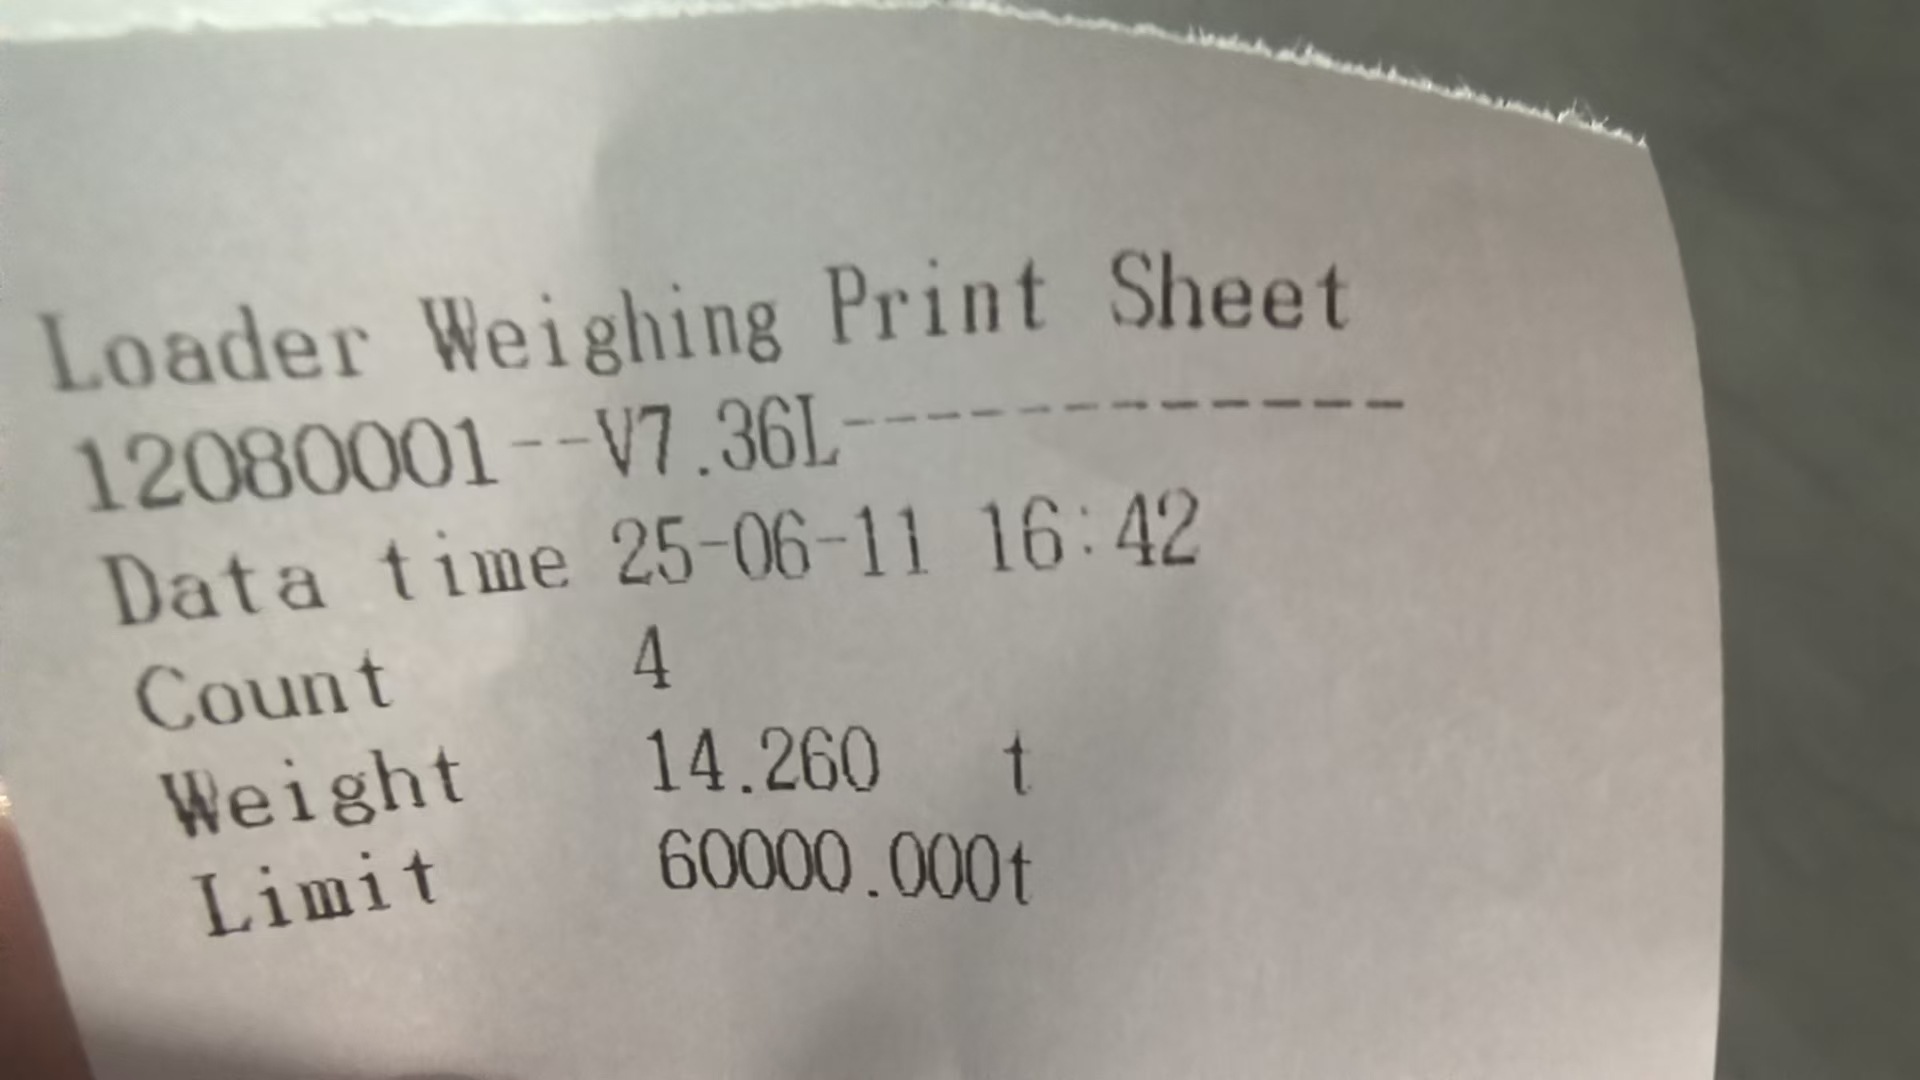 Loader Weighing Print Sheet
12080001--V7.36L--------------
Data time 25-06-11 16:42
Count 4
Weight 14.260 t
Limit 60000.000t